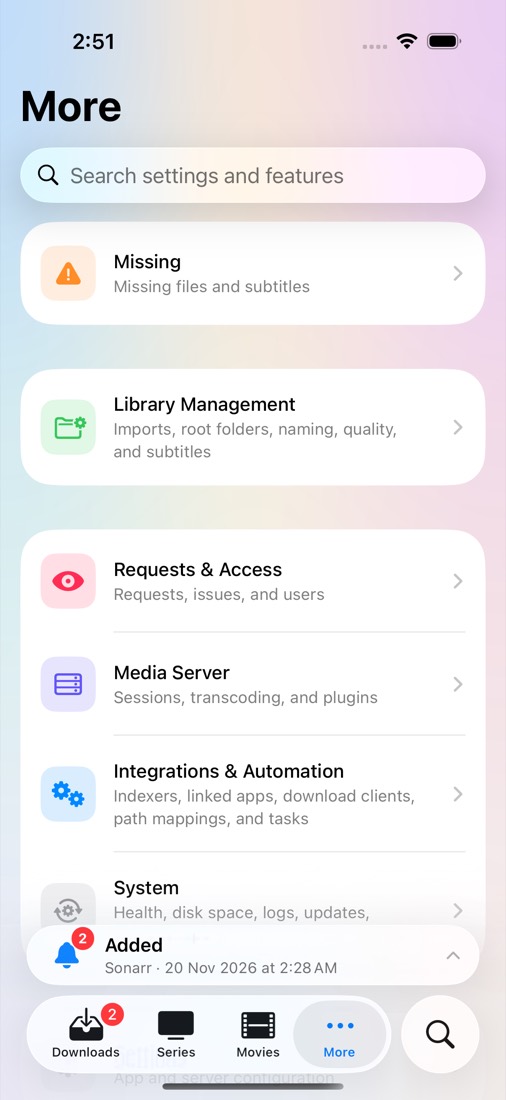 2:51
More
Search settings and features
Missing
Missing files and subtitles
Library Management
Imports, root folders, naming, quality,
and subtitles
Requests & Access
Requests, issues, and users
Media Server
Sessions, transcoding, and plugins
Integrations & Automation
Indexers, linked apps, download clients,
path mappings, and tasks
System
Health, disk space, logs, updates,
2
Added
Sonarr · 20 Nov 2026 at 2:28 AM
2
Downloads
Series
Movies
More
App and server configuration